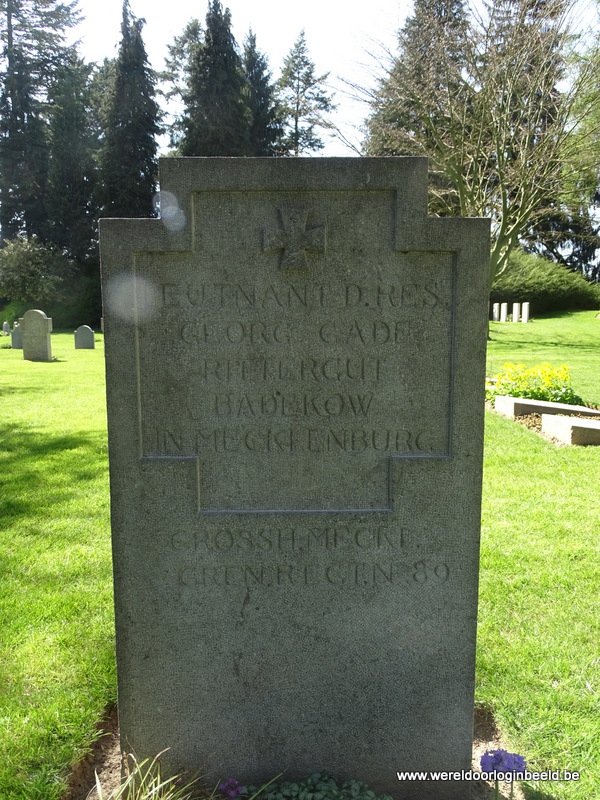 LEUTNANT D. RES.
GEORG GADE
RITTERGUT
BADEKOW
IN MECKLENBURG
GROSSH. MECKL.
GREN. REGT. N. 89
www.wereldoorloginbeeld.be